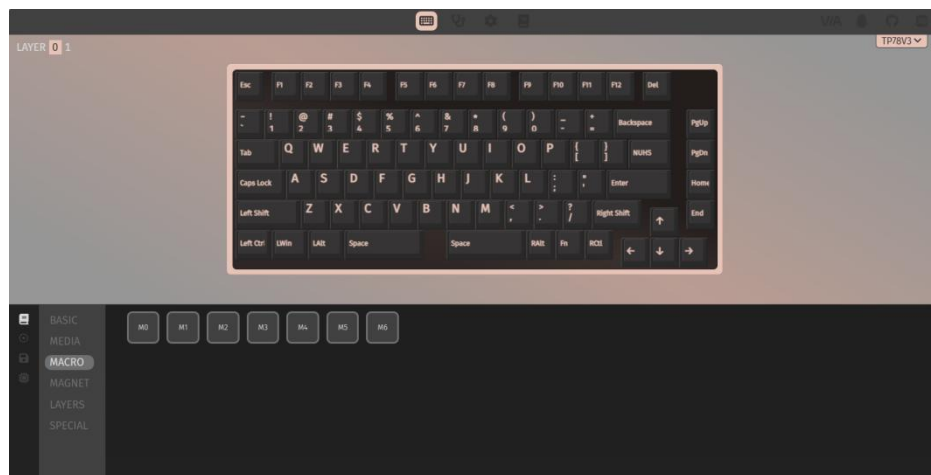 VIA
LAYER 0 1
TP78V3
Esc F1 F2 F3 F4 F5 F6 F7 F8 F9 F10 F11 F12 Del
! @ # $ % ^ & * ( ) _ + Backspace PgUp
1 2 3 4 5 6 7 8 9 0 - =
Tab Q W E R T Y U I O P { } NUHS PgDn
[ ]
Caps Lock A S D F G H J K L : " Enter Home
; '
Left Shift Z X C V B N M < > ? Right Shift ↑ End
, . /
Left Ctrl LWin LAlt Space Space RAlt Fn RCtl ← ↓ →
BASIC
MEDIA
MACRO
MAGNET
LAYERS
SPECIAL
M0 M1 M2 M3 M4 M5 M6